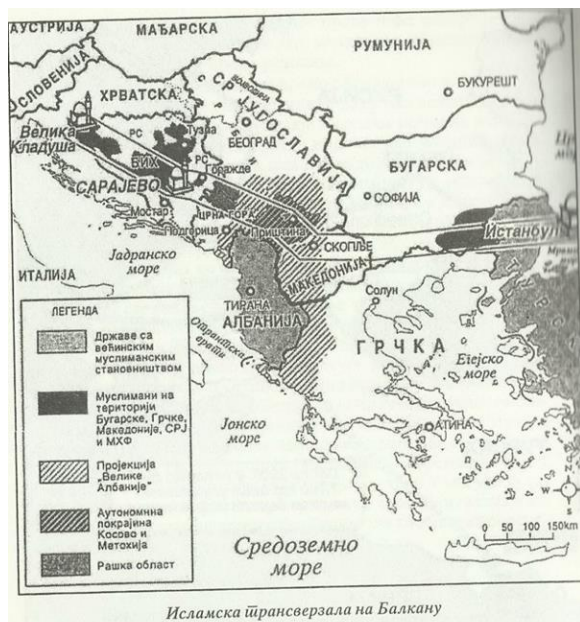 АУСТРИЈА
МАЂАРСКА
РУМУНИЈА
СЛОВЕНИЈА
ХРВАТСКА
БУКУРЕШТ
СР ЈУГОСЛАВИЈА
Велика
Кладуша
РС
Тузла
БЕОГРАД
БИХ
РС
Горажде
БУГАРСКА
САРАЈЕВО
СОФИЈА
Мостар
ЦРНА ГОРА
Подгорица
Приштина
СКОПЉЕ
Истанбул
Јадранско
море
МАКЕДОНИЈА
ИТАЛИЈА
Солун
ТИРАНА
АЛБАНИЈА
ГРЧКА
Отрантска
врата
Егејско
море
Јонско
море
АТИНА
ЛЕГЕНДА
Државе са
већинским
муслиманским
становништвом
Муслимани на
територији
Бугарске, Грчке,
Македоније, СРЈ
и МХФ
Пројекција
„Велике
Албаније"
Аутономна
покрајина
Косово и
Метохија
Рашка област
N
W
S
0 50 100 150km
Средоземно
море
Исламска трансверзала на Балкану